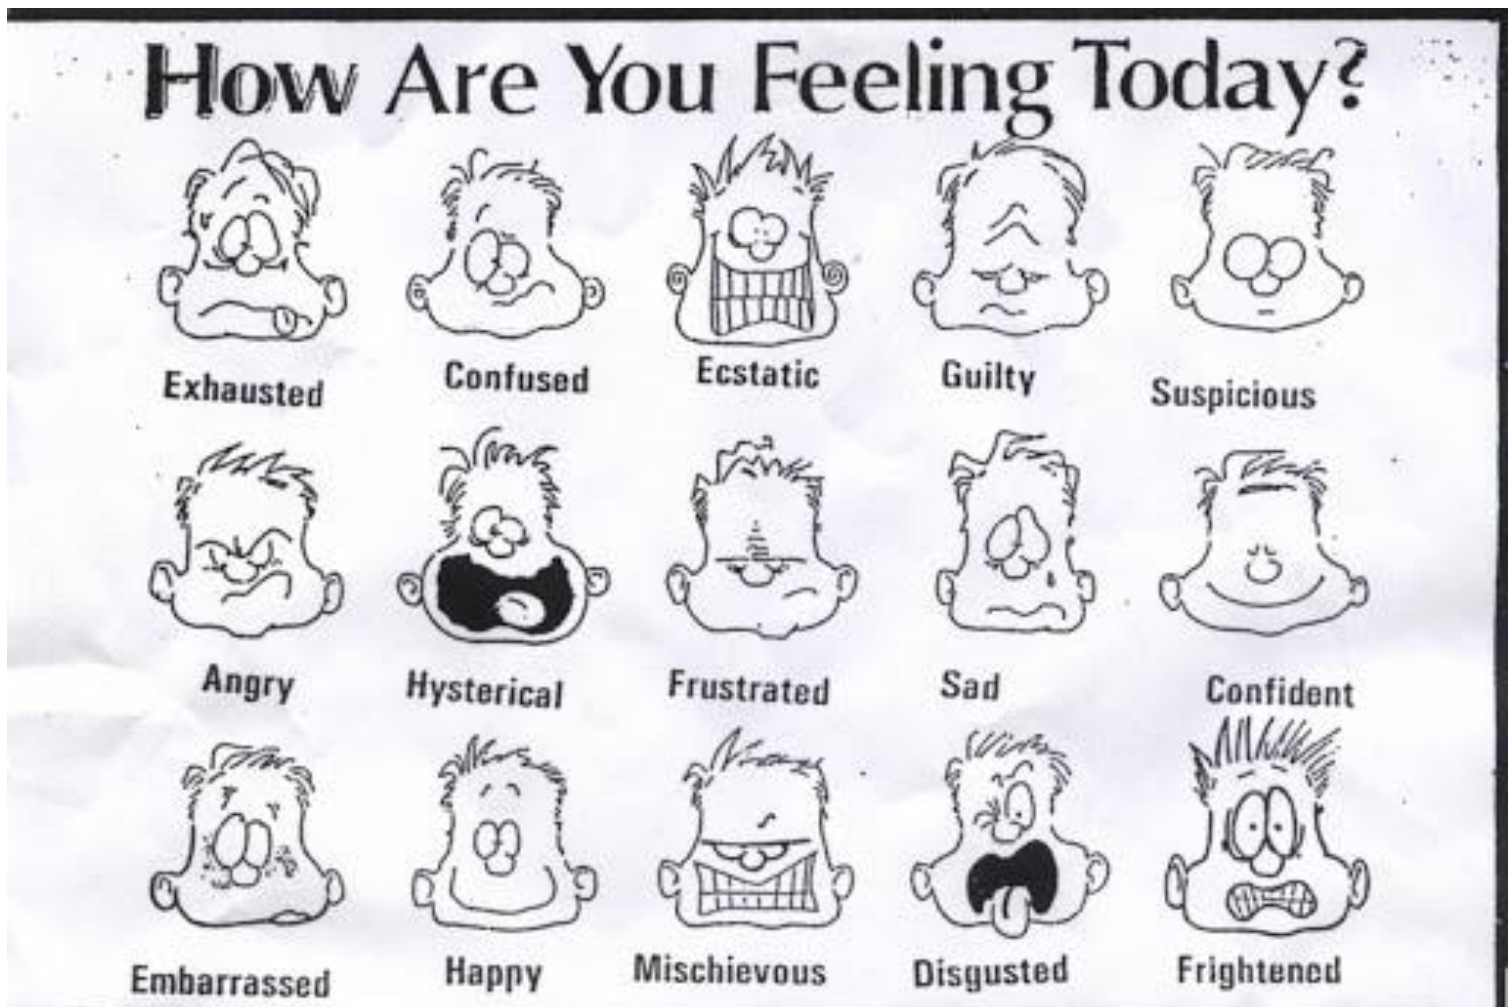 How Are You Feeling Today?
Exhausted Confused Ecstatic Guilty Suspicious
Angry Hysterical Frustrated Sad Confident
Embarrassed Happy Mischievous Disgusted Frightened